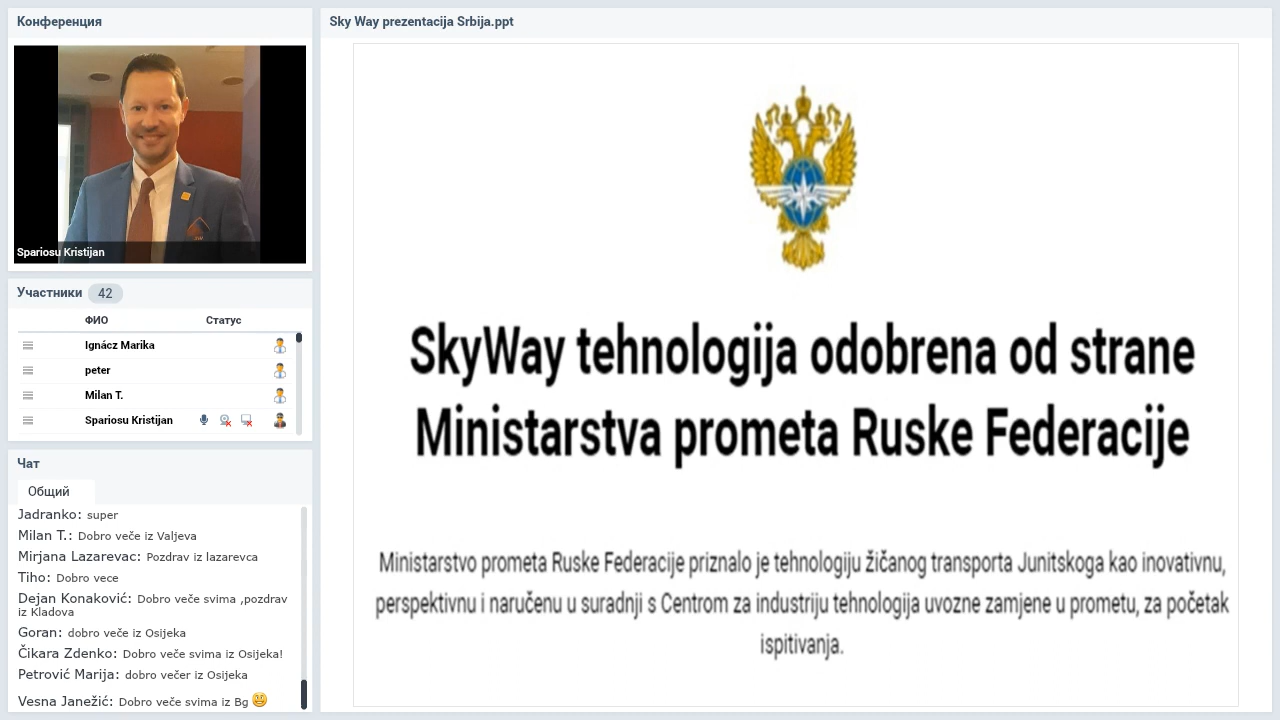 Конференция
Spariosu Kristijan
Участники 42
ФИО Статус
Ignácz Marika
peter
Milan T.
Spariosu Kristijan
Чат
Общий
Jadranko: super
Milan T.: Dobro veče iz Valjeva
Mirjana Lazarevac: Pozdrav iz lazarevca
Tiho: Dobro vece
Dejan Konaković: Dobro veče svima ,pozdrav
iz Kladova
Goran: dobro veče iz Osijeka
Čikara Zdenko: Dobro veče svima iz Osijeka!
Petrović Marija: dobro večer iz Osijeka
Vesna Janežić: Dobro veče svima iz Bg
Sky Way prezentacija Srbija.ppt
SkyWay tehnologija odobrena od strane
Ministarstva prometa Ruske Federacije
Ministarstvo prometa Ruske Federacije priznalo je tehnologiju žičanog transporta Junitskoga kao inovativnu,
perspektivnu i naručenu u suradnji s Centrom za industriju tehnologija uvozne zamjene u prometu, za početak
ispitivanja.